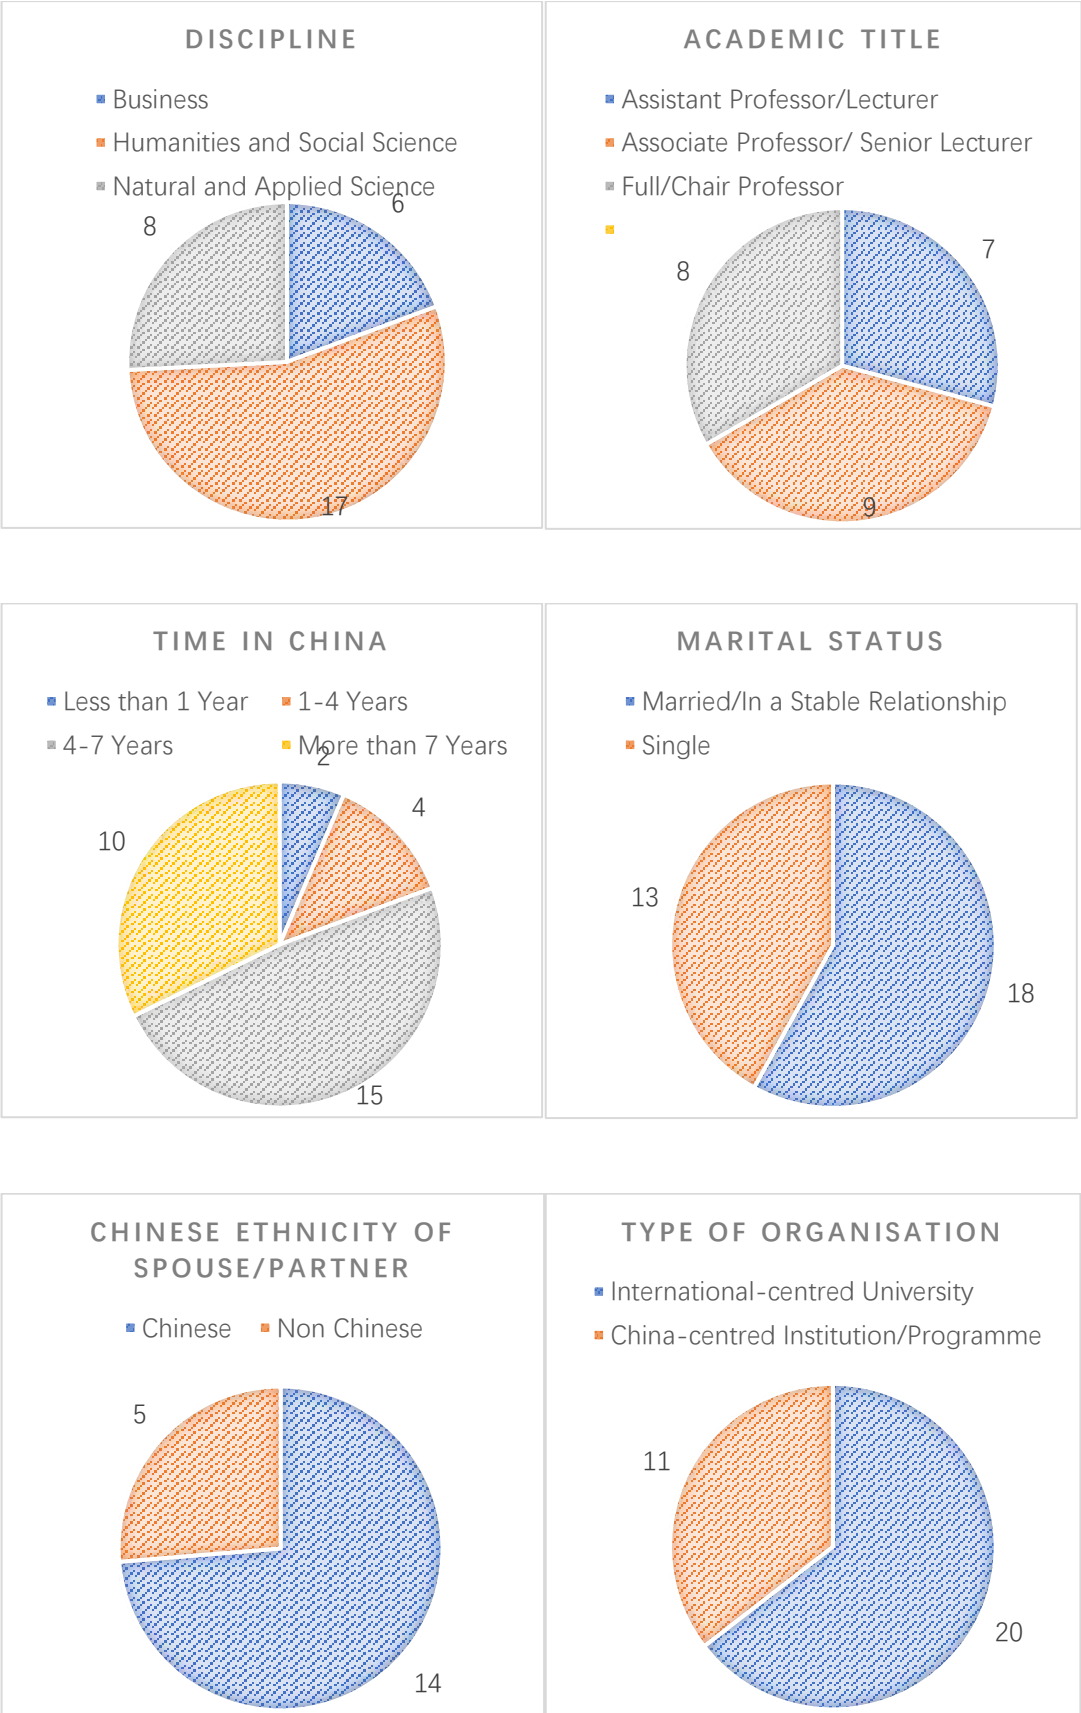 DISCIPLINE
Business
Humanities and Social Science
Natural and Applied Science
6
8
17
ACADEMIC TITLE
Assistant Professor/Lecturer
Associate Professor/ Senior Lecturer
Full/Chair Professor
7
8
9
TIME IN CHINA
Less than 1 Year 1-4 Years
4-7 Years More than 7 Years
2
4
10
15
MARITAL STATUS
Married/In a Stable Relationship
Single
13
18
CHINESE ETHNICITY OF
SPOUSE/PARTNER
Chinese Non Chinese
5
14
TYPE OF ORGANISATION
International-centred University
China-centred Institution/Programme
11
20